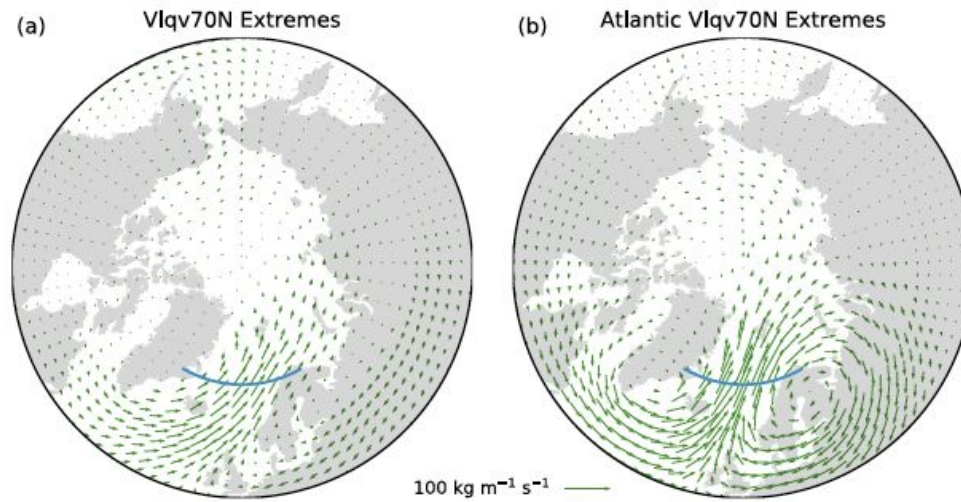 (a) Vlqv70N Extremes
(b) Atlantic Vlqv70N Extremes
100 kg m⁻¹ s⁻¹